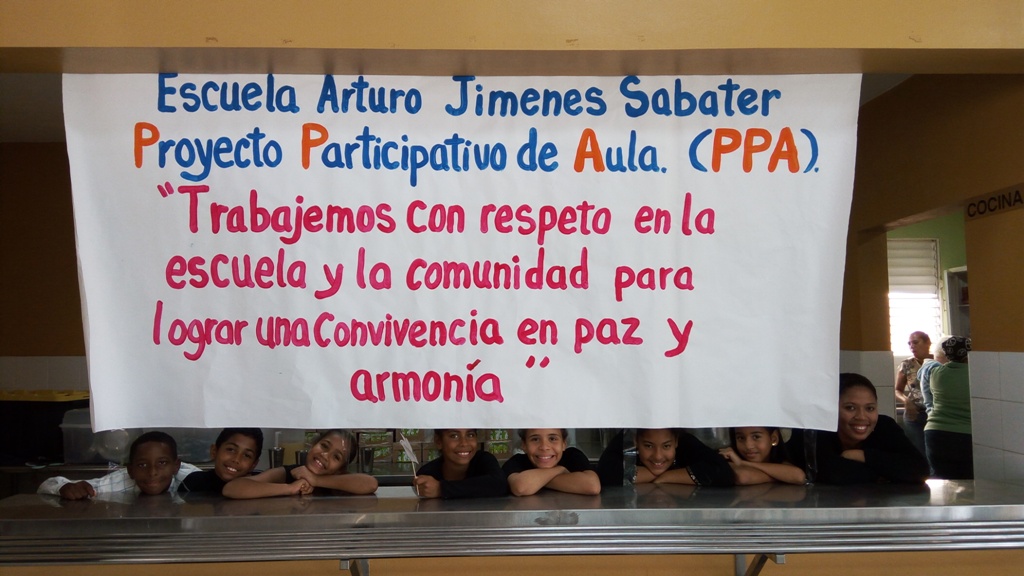 Escuela Arturo Jimenes Sabater
Proyecto Participativo de Aula. (PPA).
"Trabajemos con respeto en la
escuela y la comunidad para
lograr una Convivencia en paz y
armonía"
COCINA